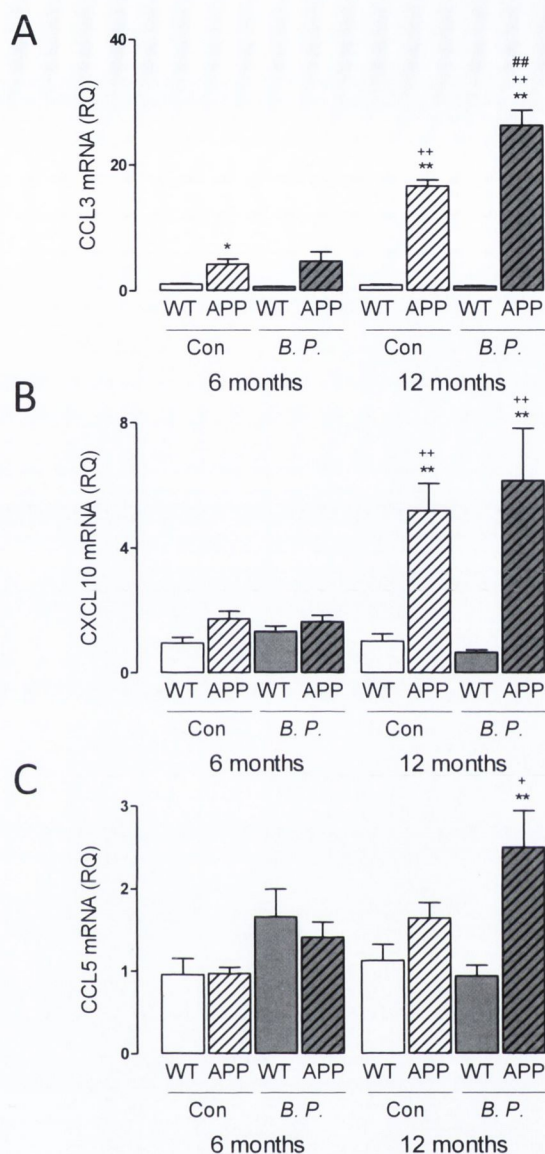 A
CCL3 mRNA (RQ)
40
20
0
*
++
**
##
++
**
WT APP WT APP WT APP WT APP
Con B. P. Con B. P.
6 months 12 months
B
CXCL10 mRNA (RQ)
8
4
0
++
**
++
**
WT APP WT APP WT APP WT APP
Con B. P. Con B. P.
6 months 12 months
C
CCL5 mRNA (RQ)
3
2
1
0
+
**
WT APP WT APP WT APP WT APP
Con B. P. Con B. P.
6 months 12 months